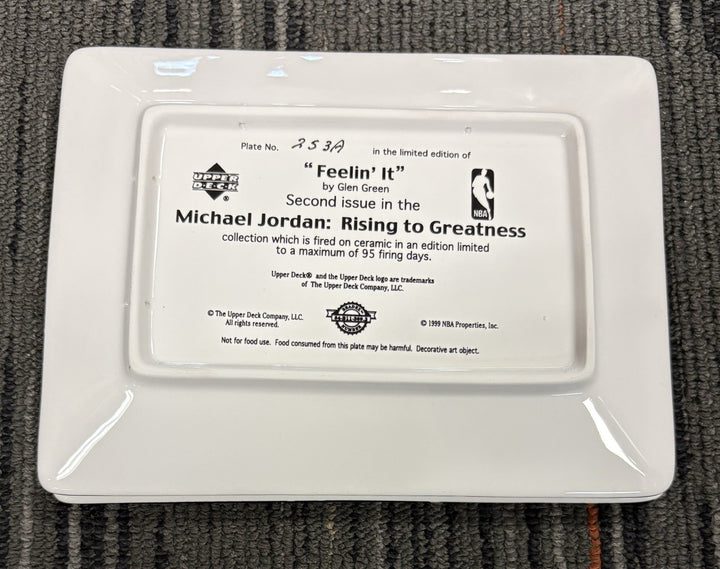 Plate No. 253A in the limited edition of
"Feelin' It"
by Glen Green
Second issue in the
Michael Jordan: Rising to Greatness
collection which is fired on ceramic in an edition limited
to a maximum of 95 firing days.
UPPER
DECK®
NBA
Upper Deck® and the Upper Deck logo are trademarks
of The Upper Deck Company, LLC.
© The Upper Deck Company, LLC.
All rights reserved.
© 1999 NBA Properties, Inc.
Not for food use. Food consumed from this plate may be harmful. Decorative art object.